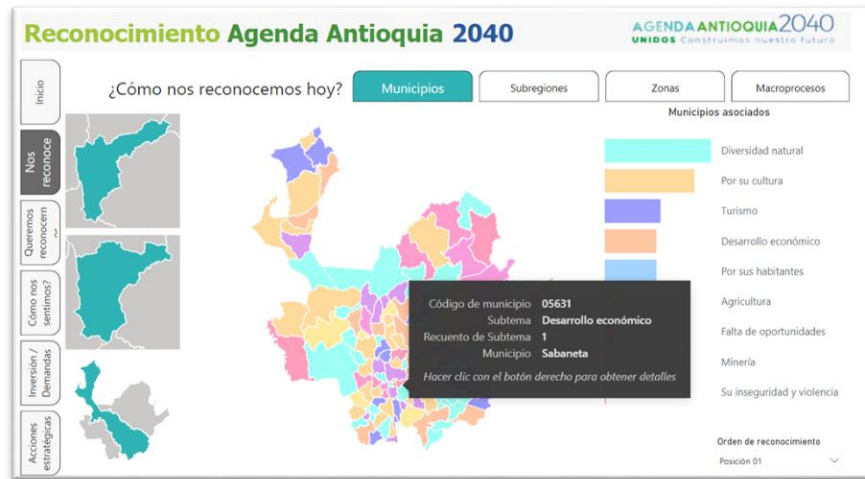 Reconocimiento Agenda Antioquia 2040
AGENDA ANTIOQUIA2040
UNIDOS Construimos nuestro futuro
¿Cómo nos reconocemos hoy?
Municipios
Subregiones
Zonas
Macroprocesos
Inicio
Nos
reconoce
Queremos
reconocern
Cómo nos
sentimos?
Inversión /
Demandas
Acciones
estratégicas
Municipios asociados
Diversidad natural
Por su cultura
Turismo
Desarrollo económico
Por sus habitantes
Agricultura
Falta de oportunidades
Minería
Su inseguridad y violencia
Código de municipio 05631
Subtema Desarrollo económico
Recuento de Subtema 1
Municipio Sabaneta
Hacer clic con el botón derecho para obtener detalles
Orden de reconocimiento
Posición 01